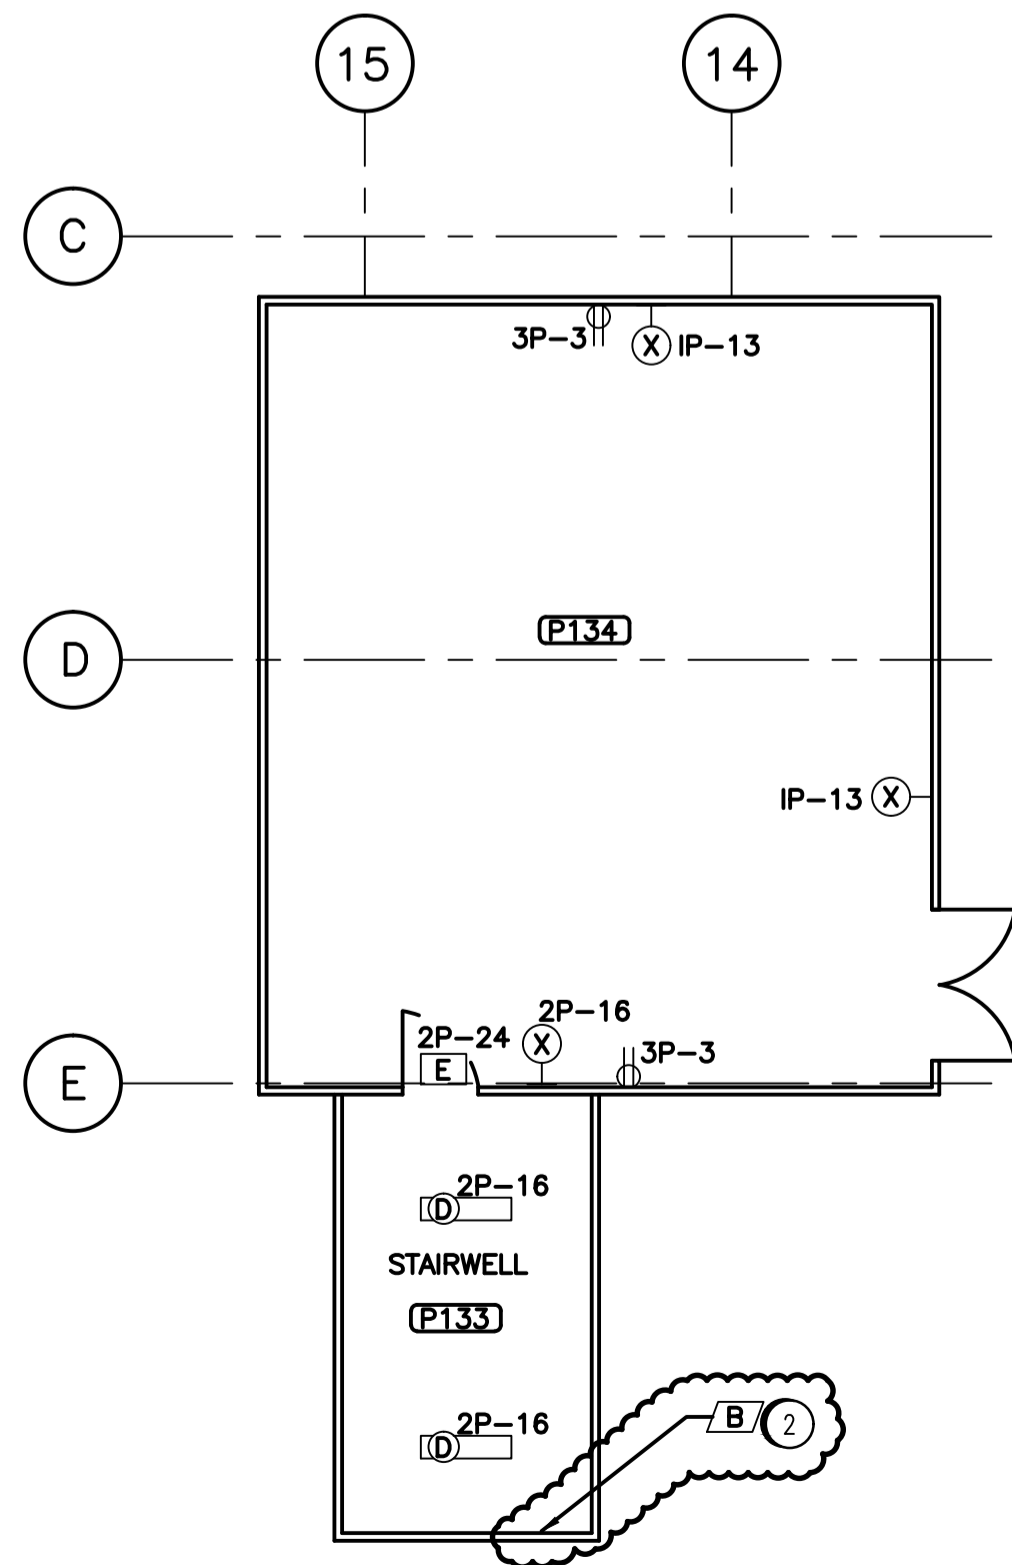 15
14
C
3P-3
X IP-13
P134
D
IP-13 X
2P-16
2P-24
X
3P-3
E
E
2P-16
D
STAIRWELL
P133
2P-16
D
B 2